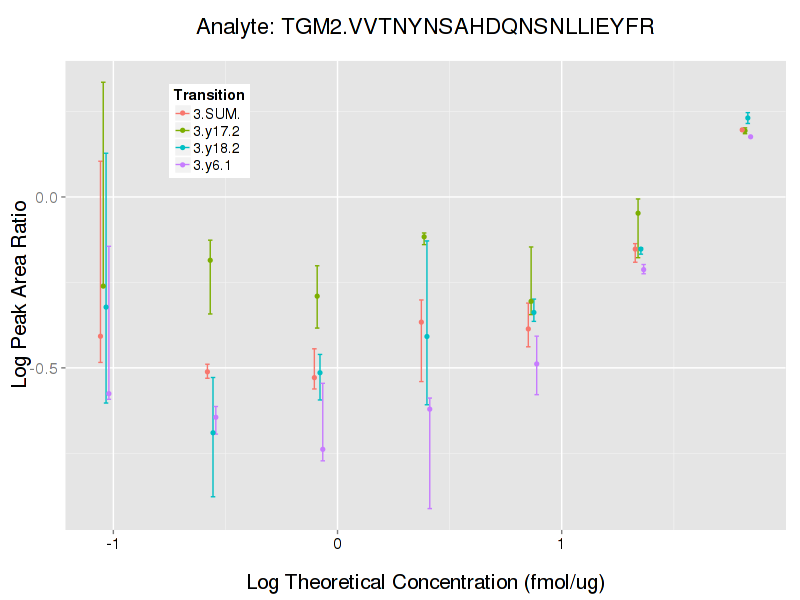 Analyte: TGM2.VVTNYNSAHDQNSNLLIEYFR
Transition
3.SUM.
3.y17.2
3.y18.2
3.y6.1
Log Peak Area Ratio
0.0
-0.5
-1
0
1
Log Theoretical Concentration (fmol/ug)